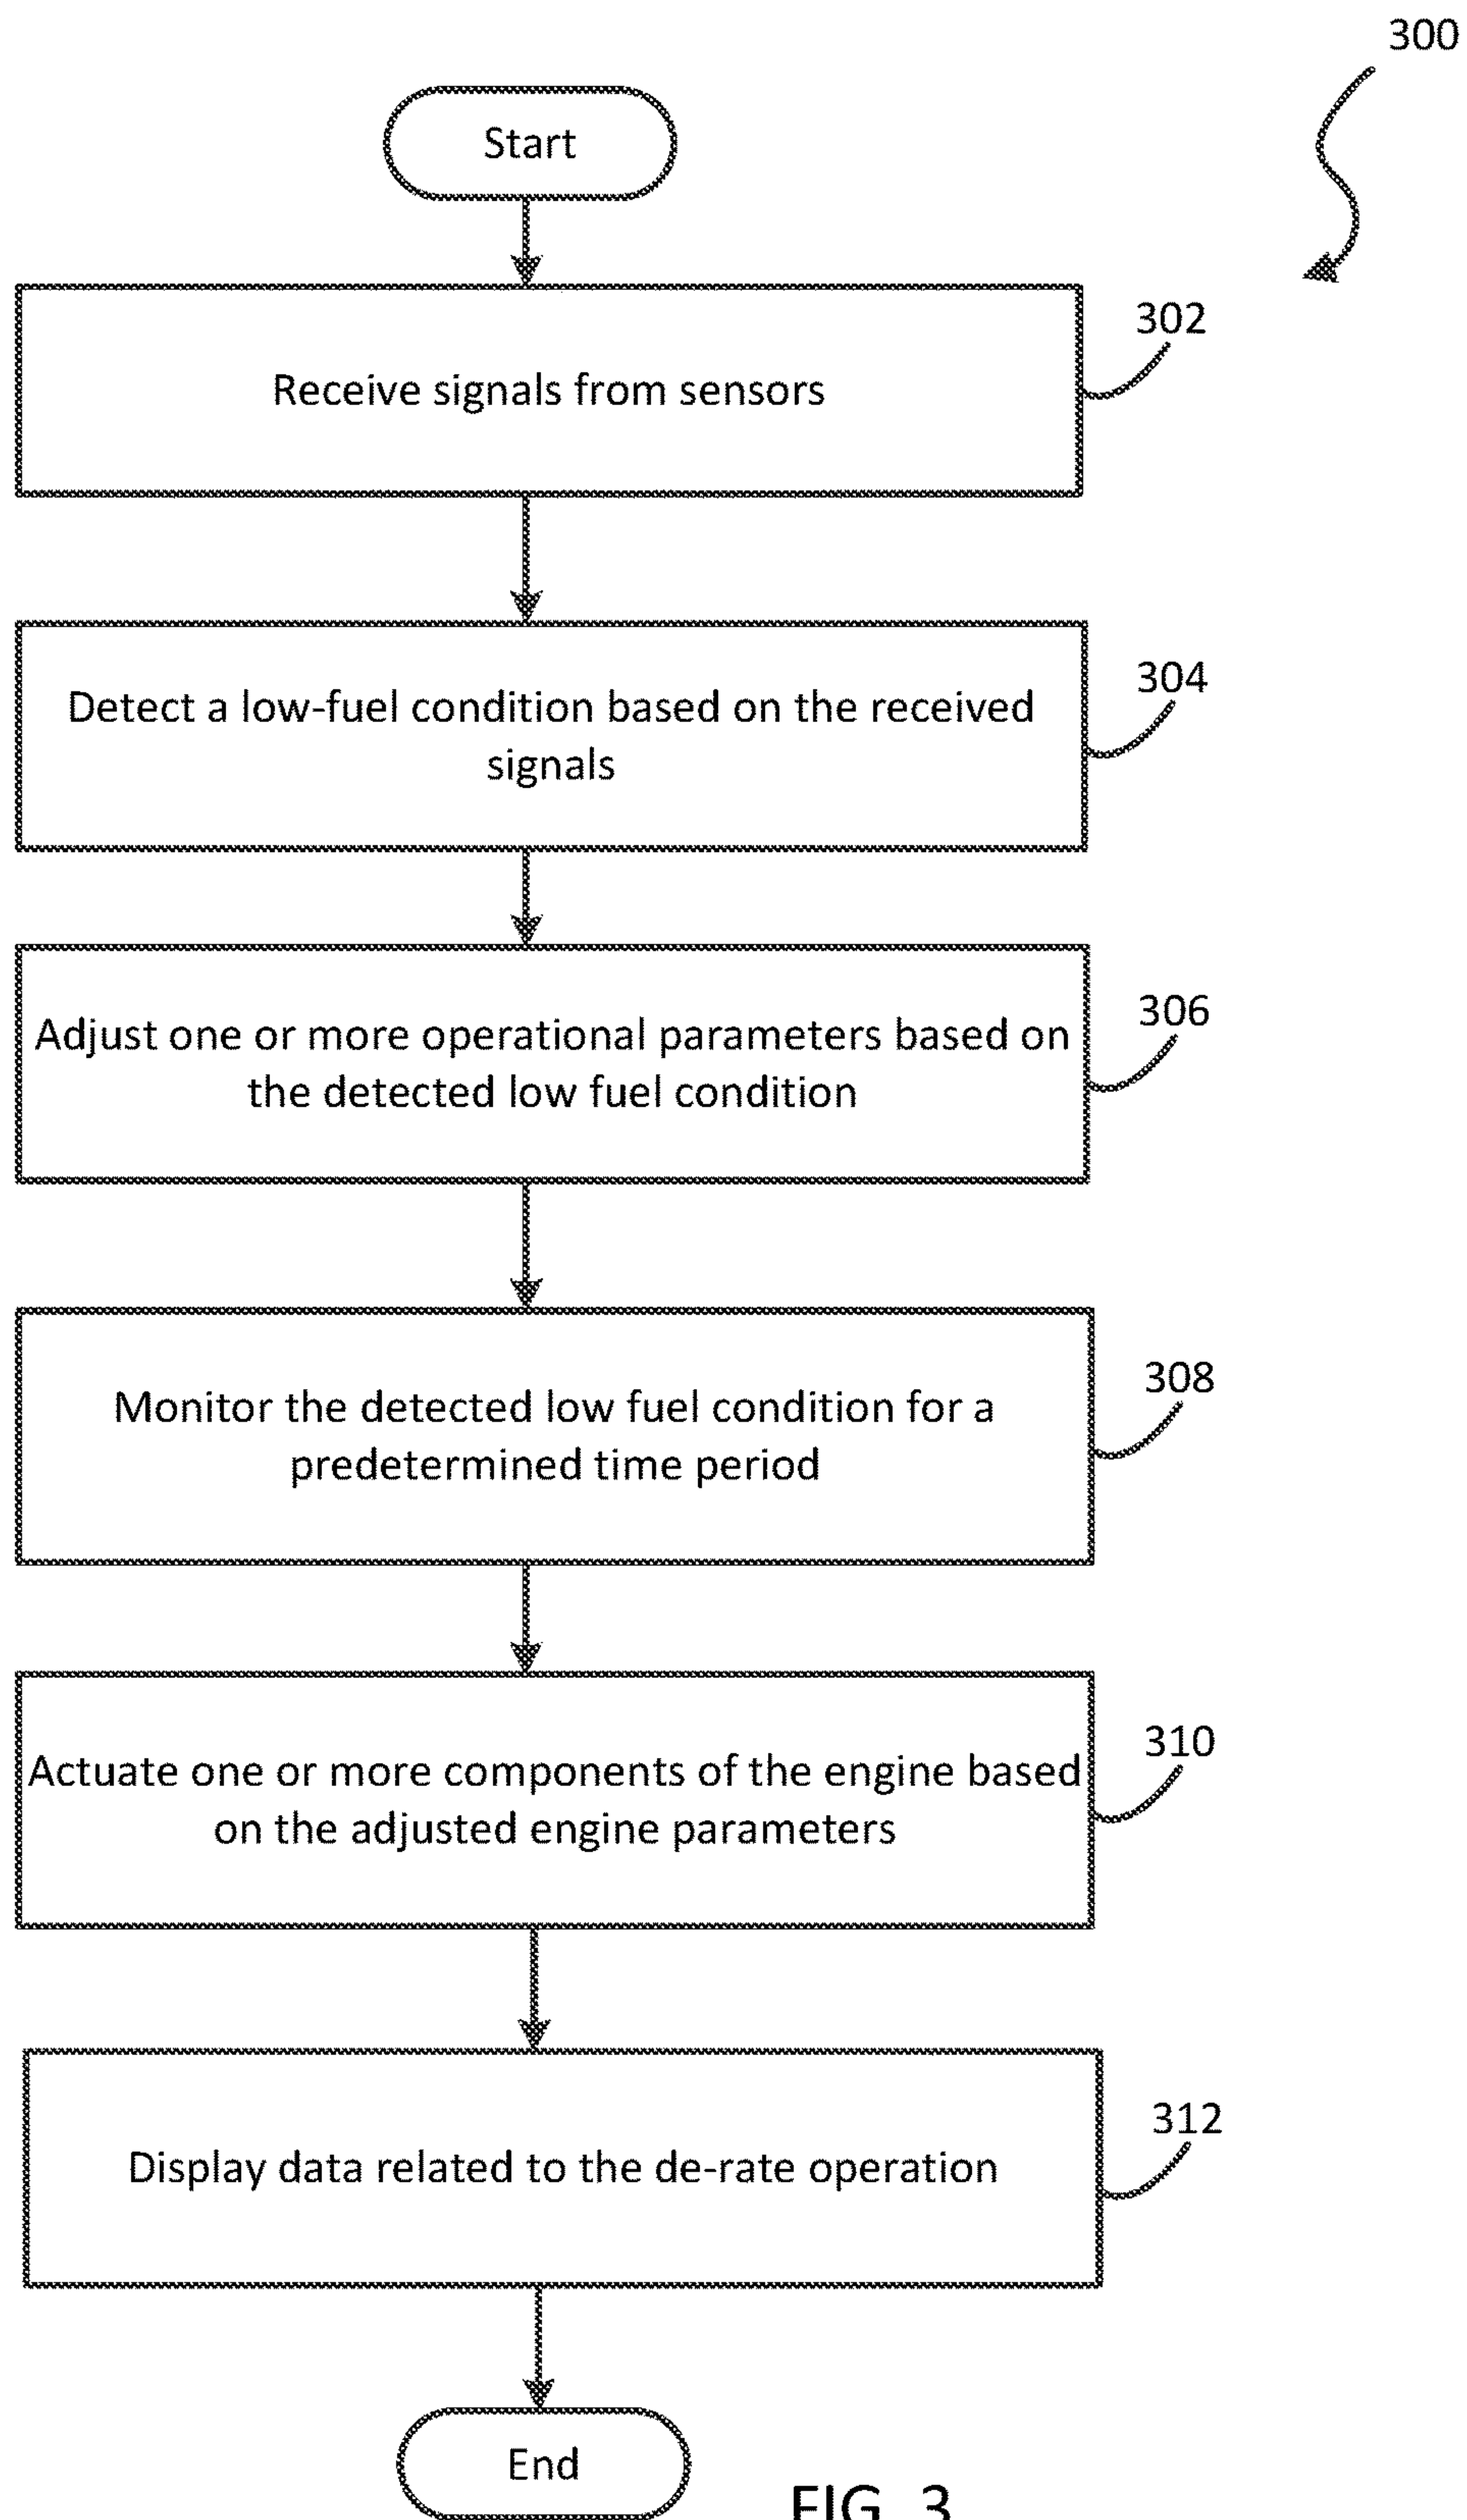 300
Start
302
Receive signals from sensors
304
Detect a low-fuel condition based on the received
signals
306
Adjust one or more operational parameters based on
the detected low fuel condition
308
Monitor the detected low fuel condition for a
predetermined time period
310
Actuate one or more components of the engine based
on the adjusted engine parameters
312
Display data related to the de-rate operation
End
FIG. 3